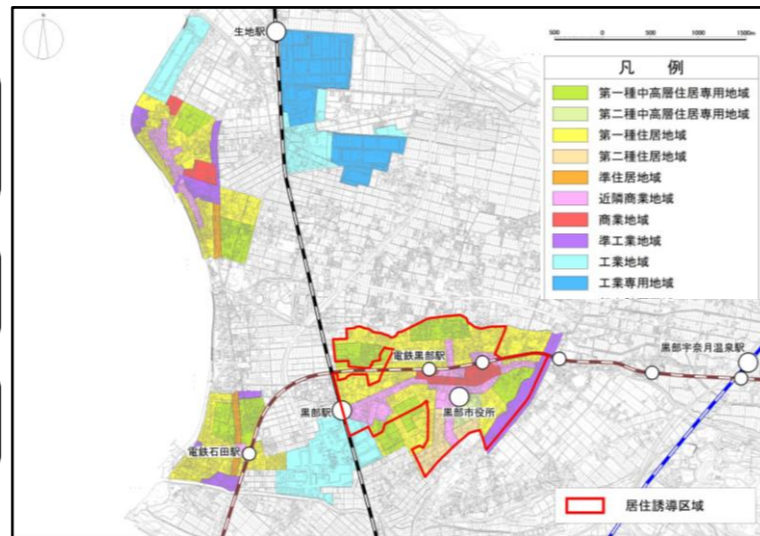 生地駅
500 0 500 1000 1500m
凡例
第一種中高層住居専用地域
第二種中高層住居専用地域
第一種住居地域
第二種住居地域
準住居地域
近隣商業地域
商業地域
準工業地域
工業地域
工業専用地域
電鉄黒部駅
黒部宇奈月温泉駅
黒部駅
黒部市役所
電鉄石田駅
居住誘導区域